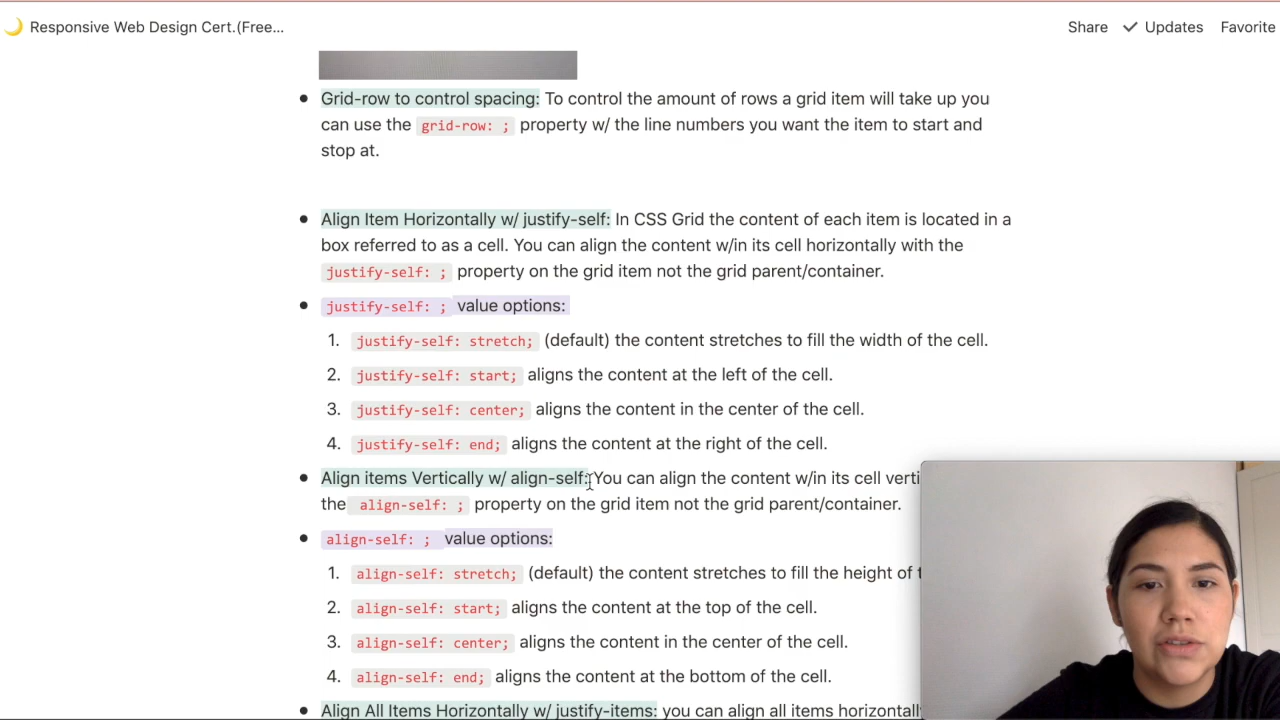 🌙 Responsive Web Design Cert.(Free...
Share ✓ Updates Favorite
• Grid-row to control spacing: To control the amount of rows a grid item will take up you
can use the grid-row: ; property w/ the line numbers you want the item to start and
stop at.
• Align Item Horizontally w/ justify-self: In CSS Grid the content of each item is located in a
box referred to as a cell. You can align the content w/in its cell horizontally with the
justify-self: ; property on the grid item not the grid parent/container.
• justify-self: ; value options:
1. justify-self: stretch; (default) the content stretches to fill the width of the cell.
2. justify-self: start; aligns the content at the left of the cell.
3. justify-self: center; aligns the content in the center of the cell.
4. justify-self: end; aligns the content at the right of the cell.
• Align items Vertically w/ align-self: You can align the content w/in its cell verti
the align-self: ; property on the grid item not the grid parent/container.
• align-self: ; value options:
1. align-self: stretch; (default) the content stretches to fill the height of t
2. align-self: start; aligns the content at the top of the cell.
3. align-self: center; aligns the content in the center of the cell.
4. align-self: end; aligns the content at the bottom of the cell.
• Align All Items Horizontally w/ justify-items: you can align all items horizontall